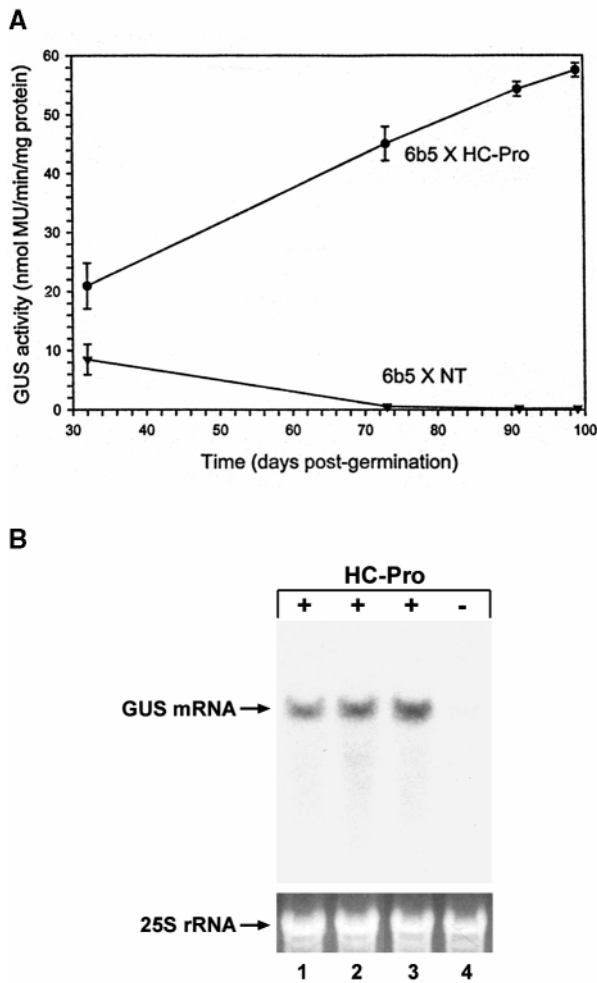 A
GUS activity (nmol MU/min/mg protein)
60
50
40
30
20
10
0
6b5 X HC-Pro
6b5 X NT
30 40 50 60 70 80 90 100
Time (days post-germination)
B
HC-Pro
+ + + -
GUS mRNA
25S rRNA
1 2 3 4